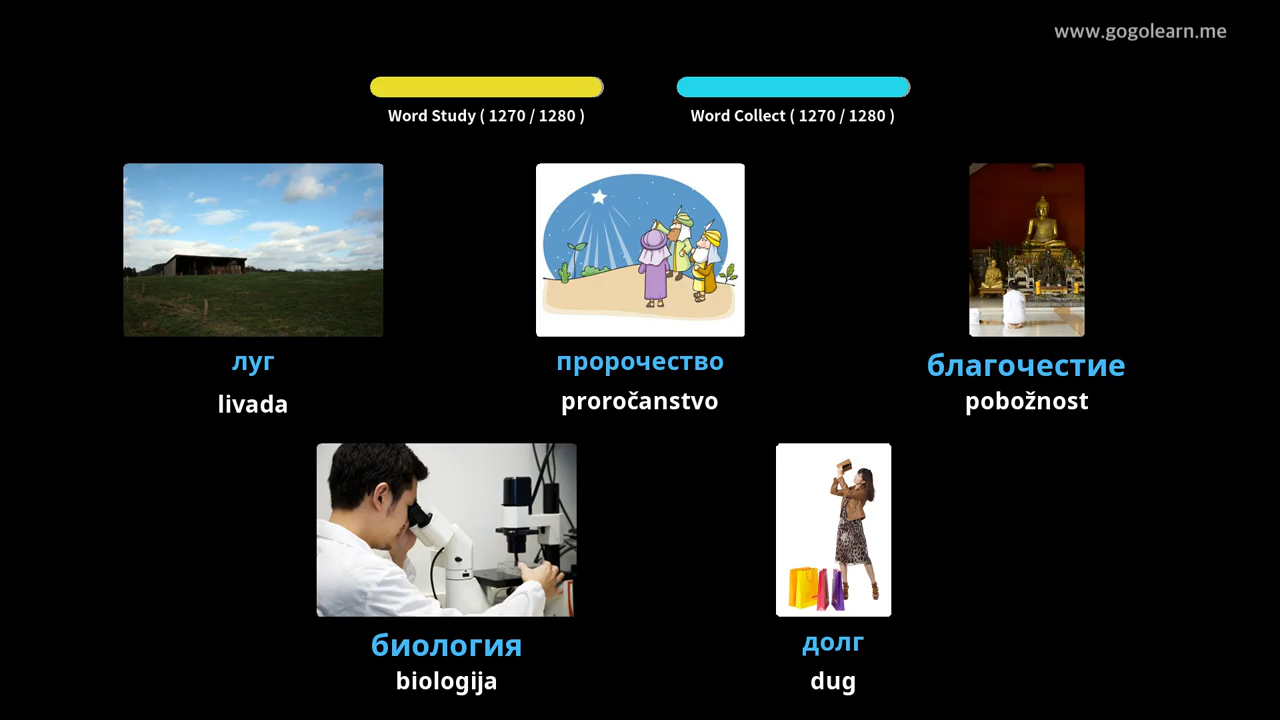 www.gogolearn.me
Word Study ( 1270 / 1280 )
Word Collect ( 1270 / 1280 )
луг
livada
пророчество
proročanstvo
благочестие
pobožnost
биология
biologija
долг
dug